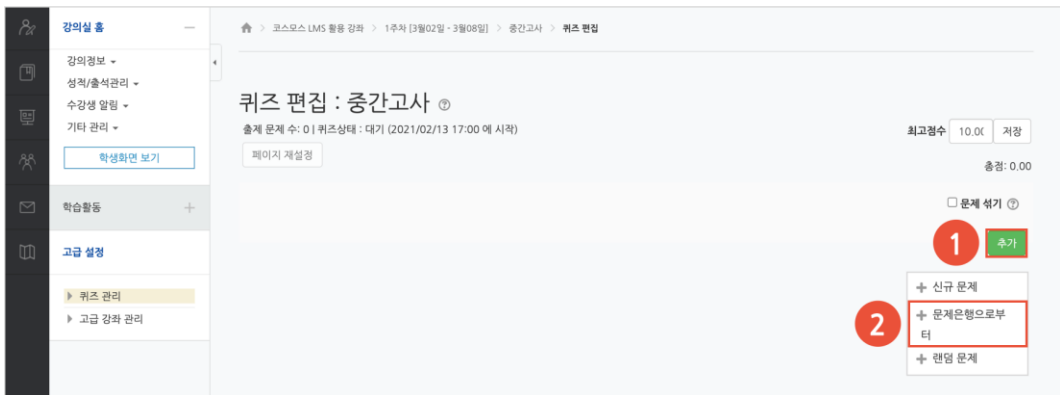 강의실 홈
강의정보
성적/출석관리
수강생 알림
기타 관리
학생화면 보기
학습활동
고급 설정
퀴즈 관리
고급 강좌 관리
코스모스 LMS 활용 강좌 > 1주차 [3월02일 - 3월08일] > 중간고사 > 퀴즈 편집
퀴즈 편집 : 중간고사
출제 문제 수: 0 | 퀴즈상태 : 대기 (2021/02/13 17:00 에 시작)
최고점수 10.00 저장
페이지 재설정
총점: 0.00
문제 섞기
1 추가
신규 문제
2 문제은행으로부
터
랜덤 문제